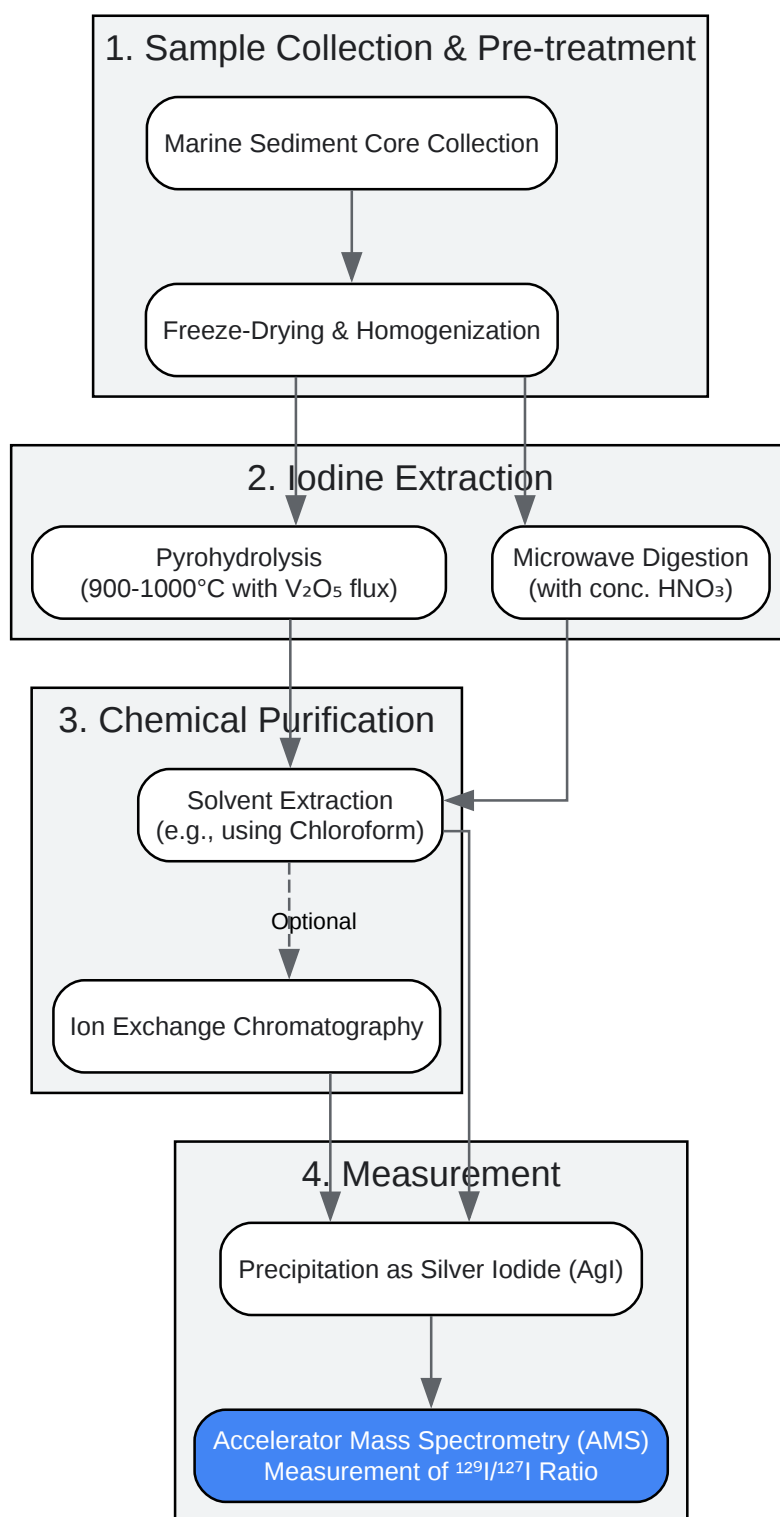 1. Sample Collection & Pre-treatment
Marine Sediment Core Collection
Freeze-Drying & Homogenization
2. Iodine Extraction
Pyrohydrolysis
(900-1000°C with V₂O₅ flux)
Microwave Digestion
(with conc. HNO₃)
3. Chemical Purification
Solvent Extraction
(e.g., using Chloroform)
Optional
Ion Exchange Chromatography
4. Measurement
Precipitation as Silver Iodide (AgI)
Accelerator Mass Spectrometry (AMS)
Measurement of ¹²⁹I/¹²⁷I Ratio